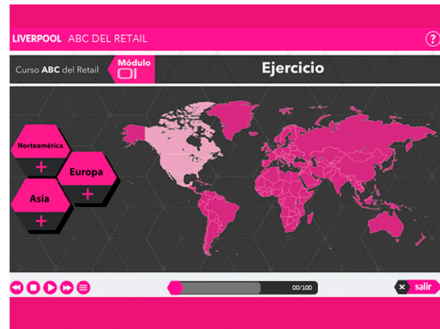 LIVERPOOL ABC DEL RETAIL
?
Curso ABC del Retail
Módulo
01
Ejercicio
Norteamérica
+
Europa
+
Asia
+
00/100
× salir